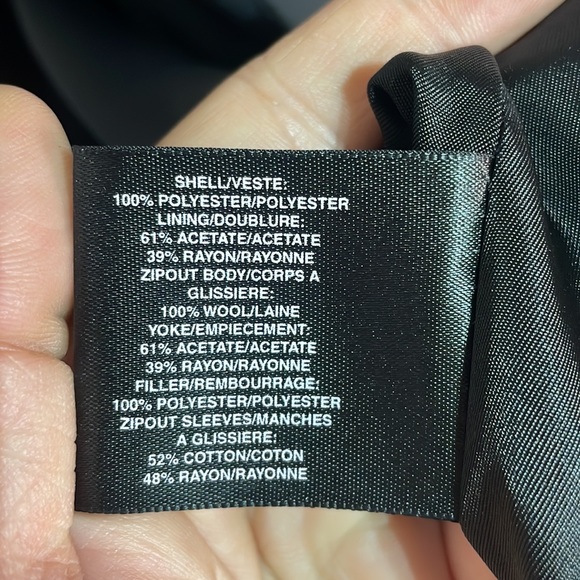 SHELL/VESTE:
100% POLYESTER/POLYESTER
LINING/DOUBLURE:
61% ACETATE/ACETATE
39% RAYON/RAYONNE
ZIPOUT BODY/CORPS A
GLISSIERE:
100% WOOL/LAINE
YOKE/EMPIECEMENT:
61% ACETATE/ACETATE
39% RAYON/RAYONNE
FILLER/REMBOURRAGE:
100% POLYESTER/POLYESTER
ZIPOUT SLEEVES/MANCHES
A GLISSIERE:
52% COTTON/COTON
48% RAYON/RAYONNE